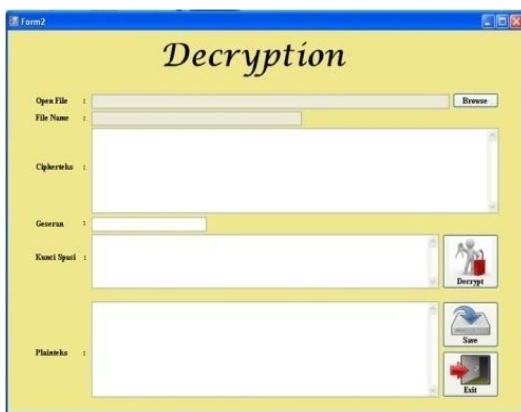 Form2
Decryption
Open File :
Browse
File Name :
Cipherteks :
Geseran :
Kunci Spasi :
Decrypt
Plainteks :
Save
Exit